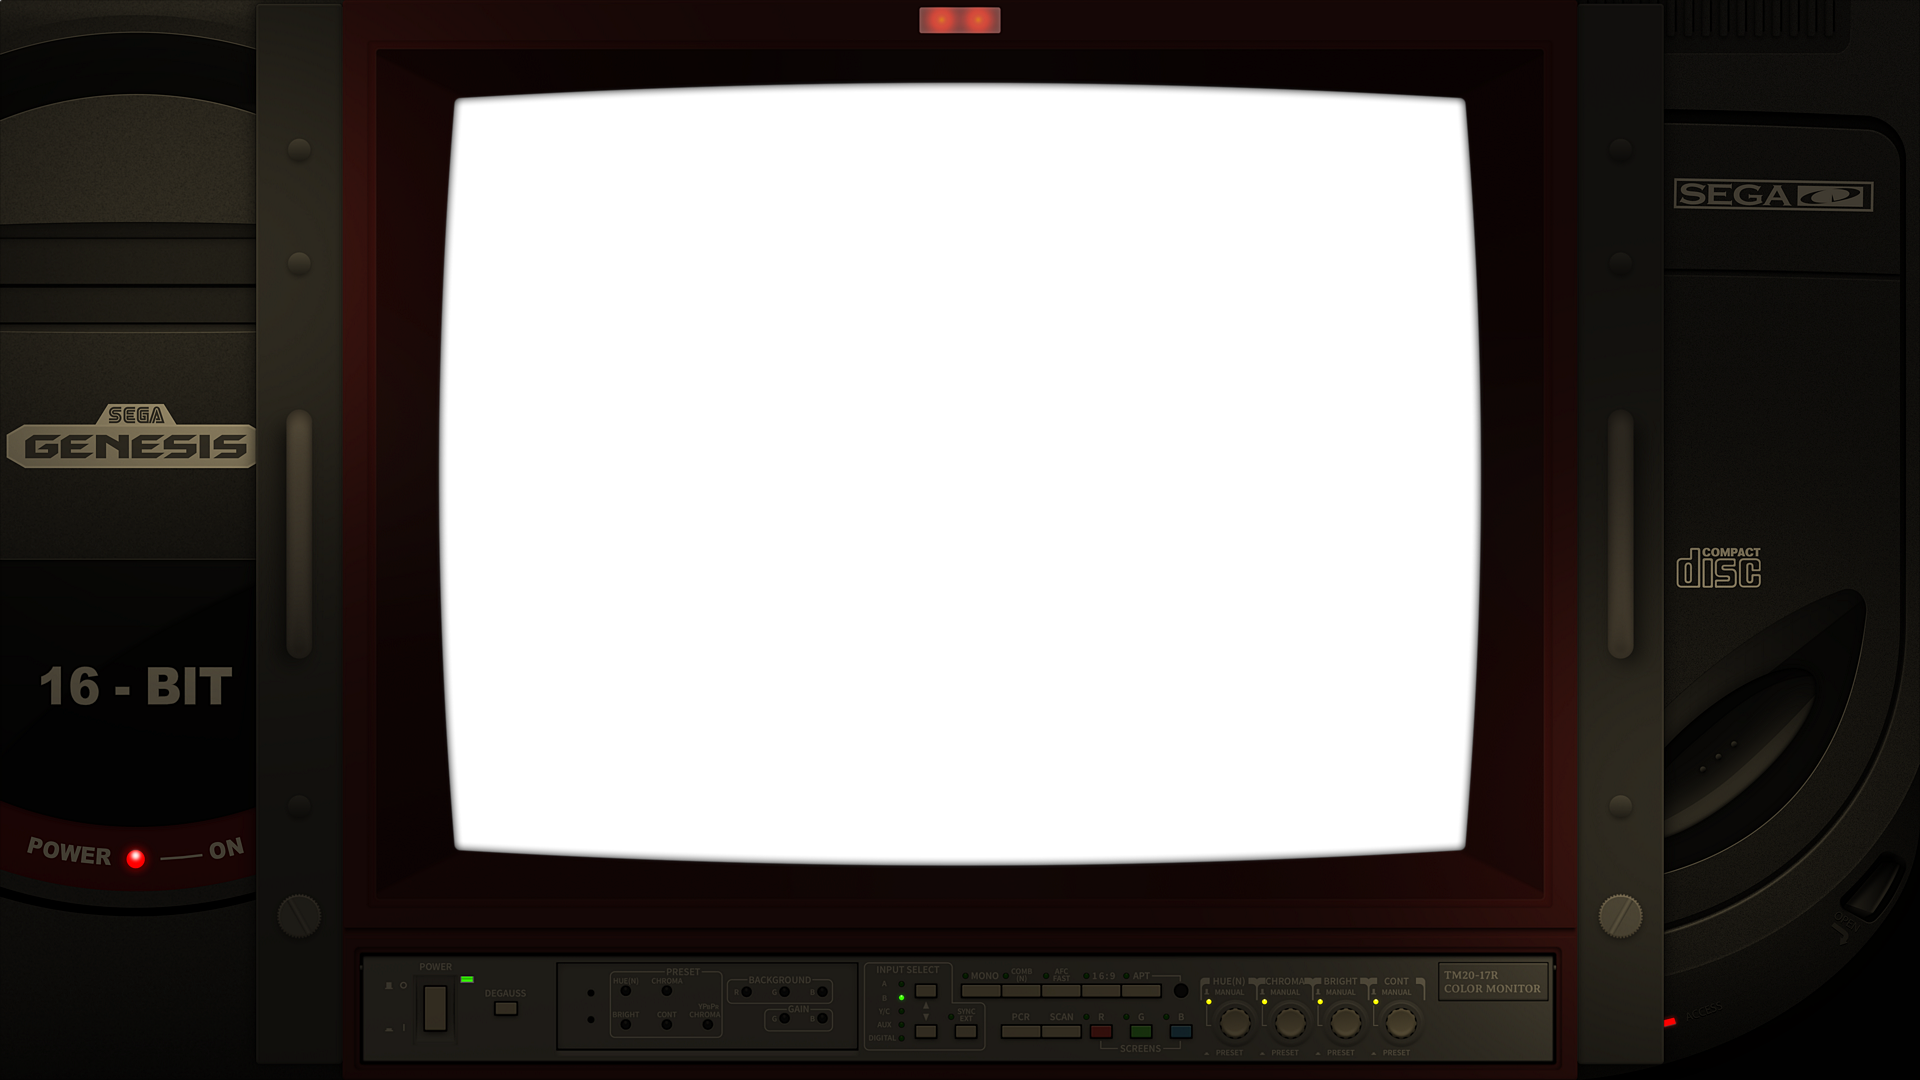 SEGA
GENESIS
16 - BIT
POWER ON
SEGA CD
COMPACT
disc
POWER
DEGAUSS
PRESET
HUE(N) CHROMA
BRIGHT CONT YPbPr CHROMA
BACKGROUND
R G B
GAIN
G B
INPUT SELECT
A
B
Y/C
AUX
DIGITAL
SYNC
EXT
MONO COMB (N) AFC FAST 16:9 APT
PCR SCAN R G B
SCREENS
HUE(N) CHROMA BRIGHT CONT
MANUAL MANUAL MANUAL MANUAL
PRESET PRESET PRESET PRESET
TM20-17R
COLOR MONITOR
ACCESS